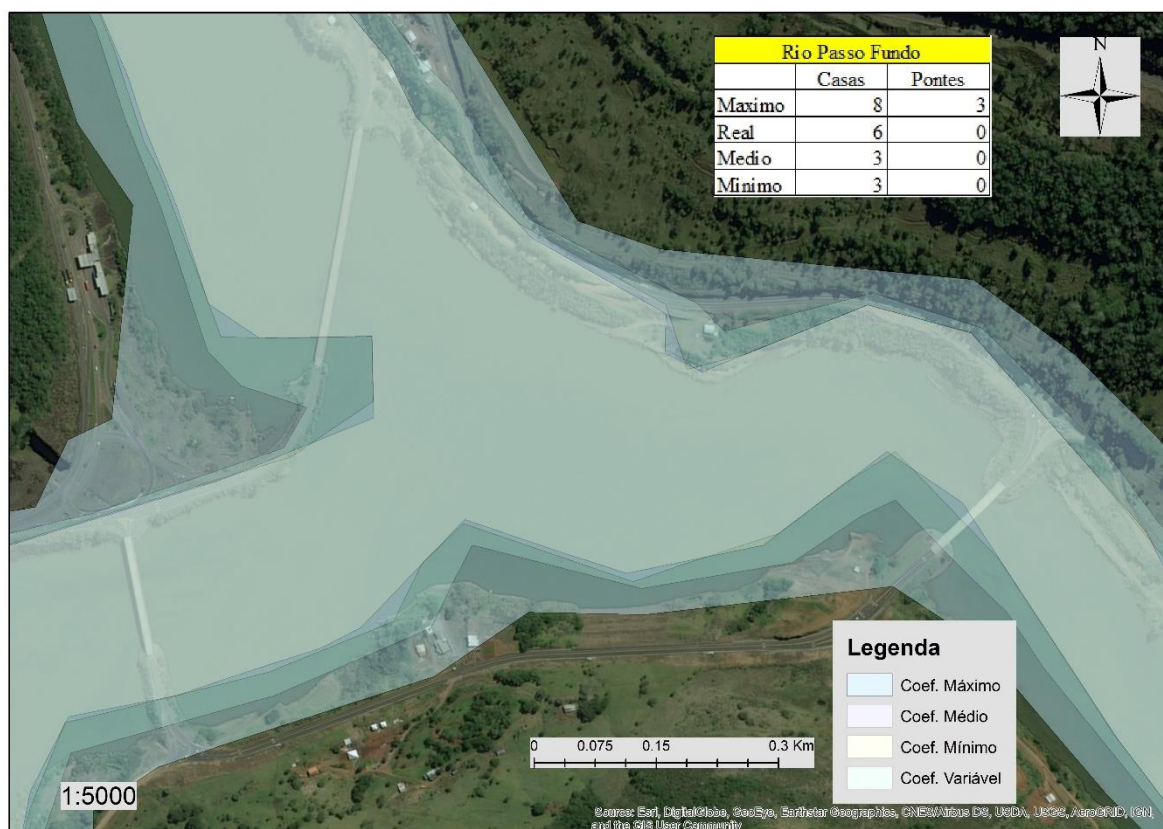 Rio Passo Fundo
Casas Pontes
Maximo 8 3
Real 6 0
Medio 3 0
Minimo 3 0
N
Legenda
Coef. Máximo
Coef. Médio
Coef. Mínimo
Coef. Variável
0 0.075 0.15 0.3 Km
1:5000
Source: Esri, DigitalGlobe, GeoEye, Earthstar Geographics, CNES/Airbus DS, USDA, USGS, AeroGRID, IGN,
and the GIS User Community